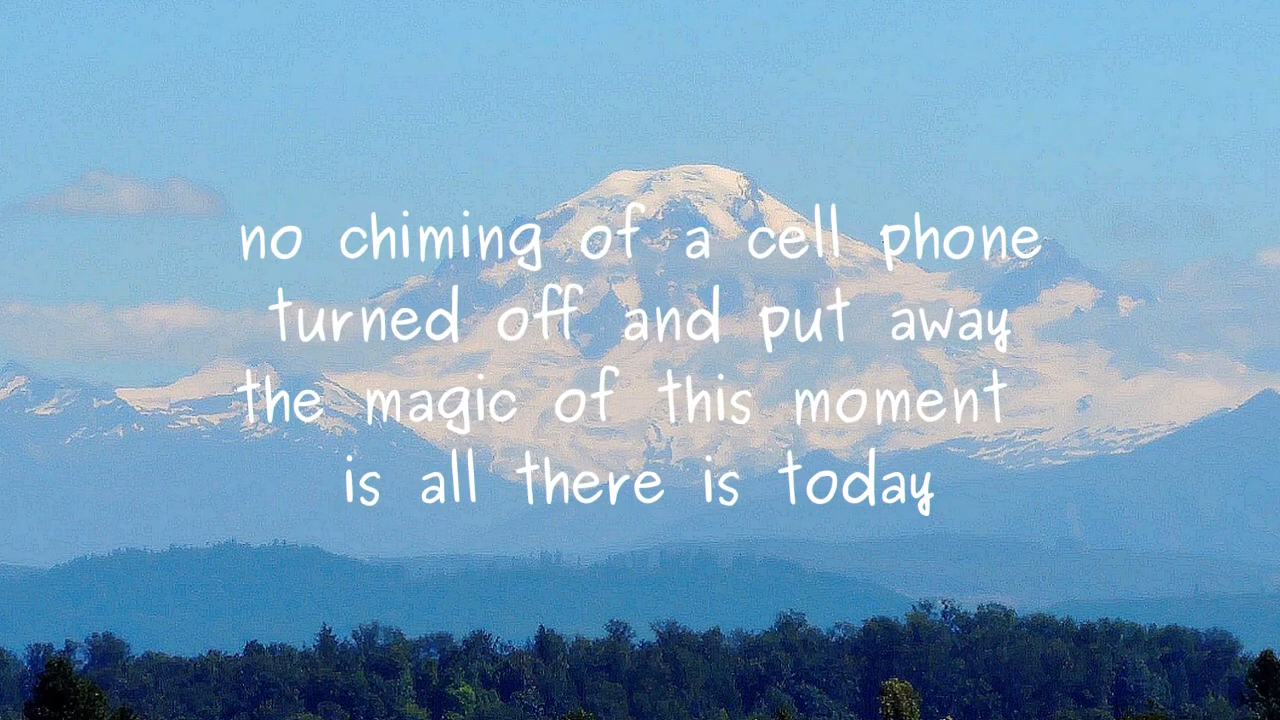 no chiming of a cell phone
turned off and put away
the magic of this moment
is all there is today